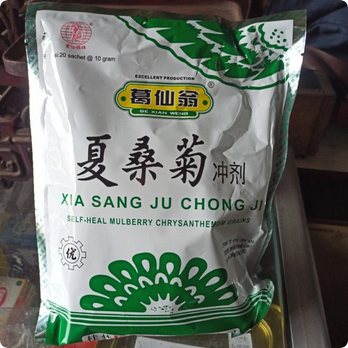 20 sachet @ 10 gram
EXCELLENT PRODUCTION
葛仙翁
GE XIAN WENG
夏桑菊 冲剂
XIA SANG JU CHONG JI
SELF-HEAL MULBERRY CHRYSANTHEMUM GRAINS
优